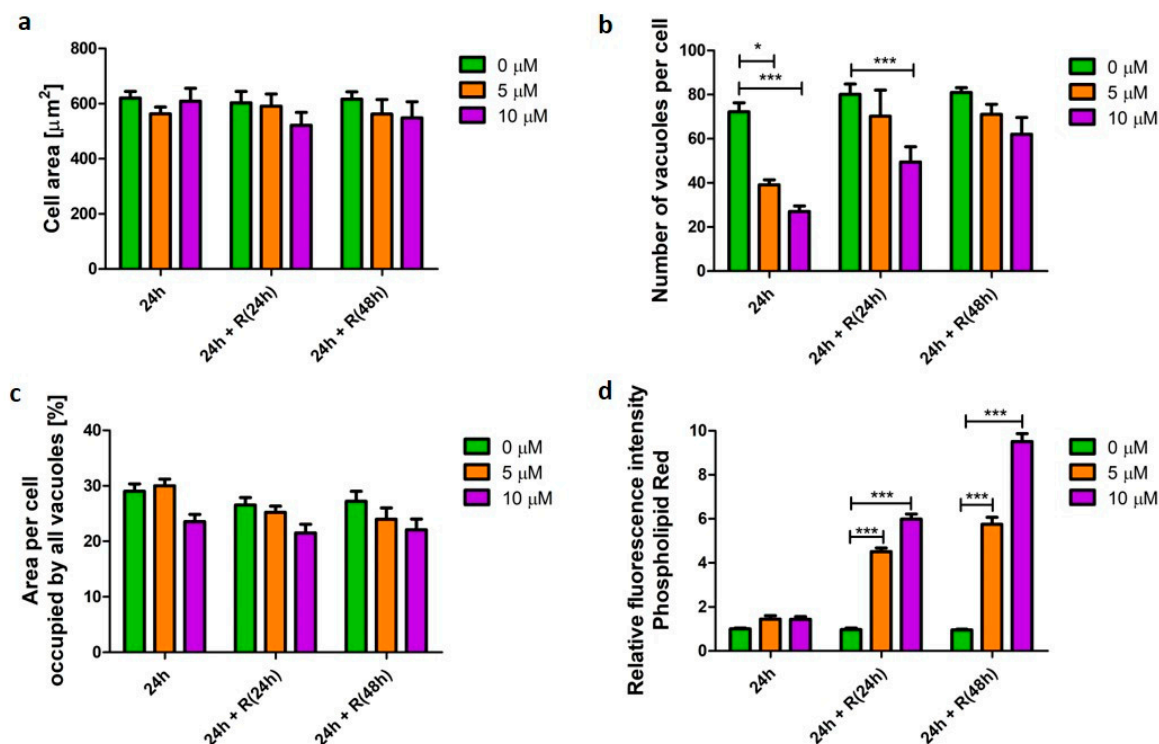 a
Cell area [μm²]
800
600
400
200
0
24h
24h + R(24h)
24h + R(48h)
0 μM
5 μM
10 μM
b
Number of vacuoles per cell
100
80
60
40
20
0
*
***
***
24h
24h + R(24h)
24h + R(48h)
0 μM
5 μM
10 μM
c
Area per cell
occupied by all vacuoles [%]
40
30
20
10
0
24h
24h + R(24h)
24h + R(48h)
0 μM
5 μM
10 μM
d
Relative fluorescence intensity
Phospholipid Red
10
8
6
4
2
0
***
***
***
***
24h
24h + R(24h)
24h + R(48h)
0 μM
5 μM
10 μM